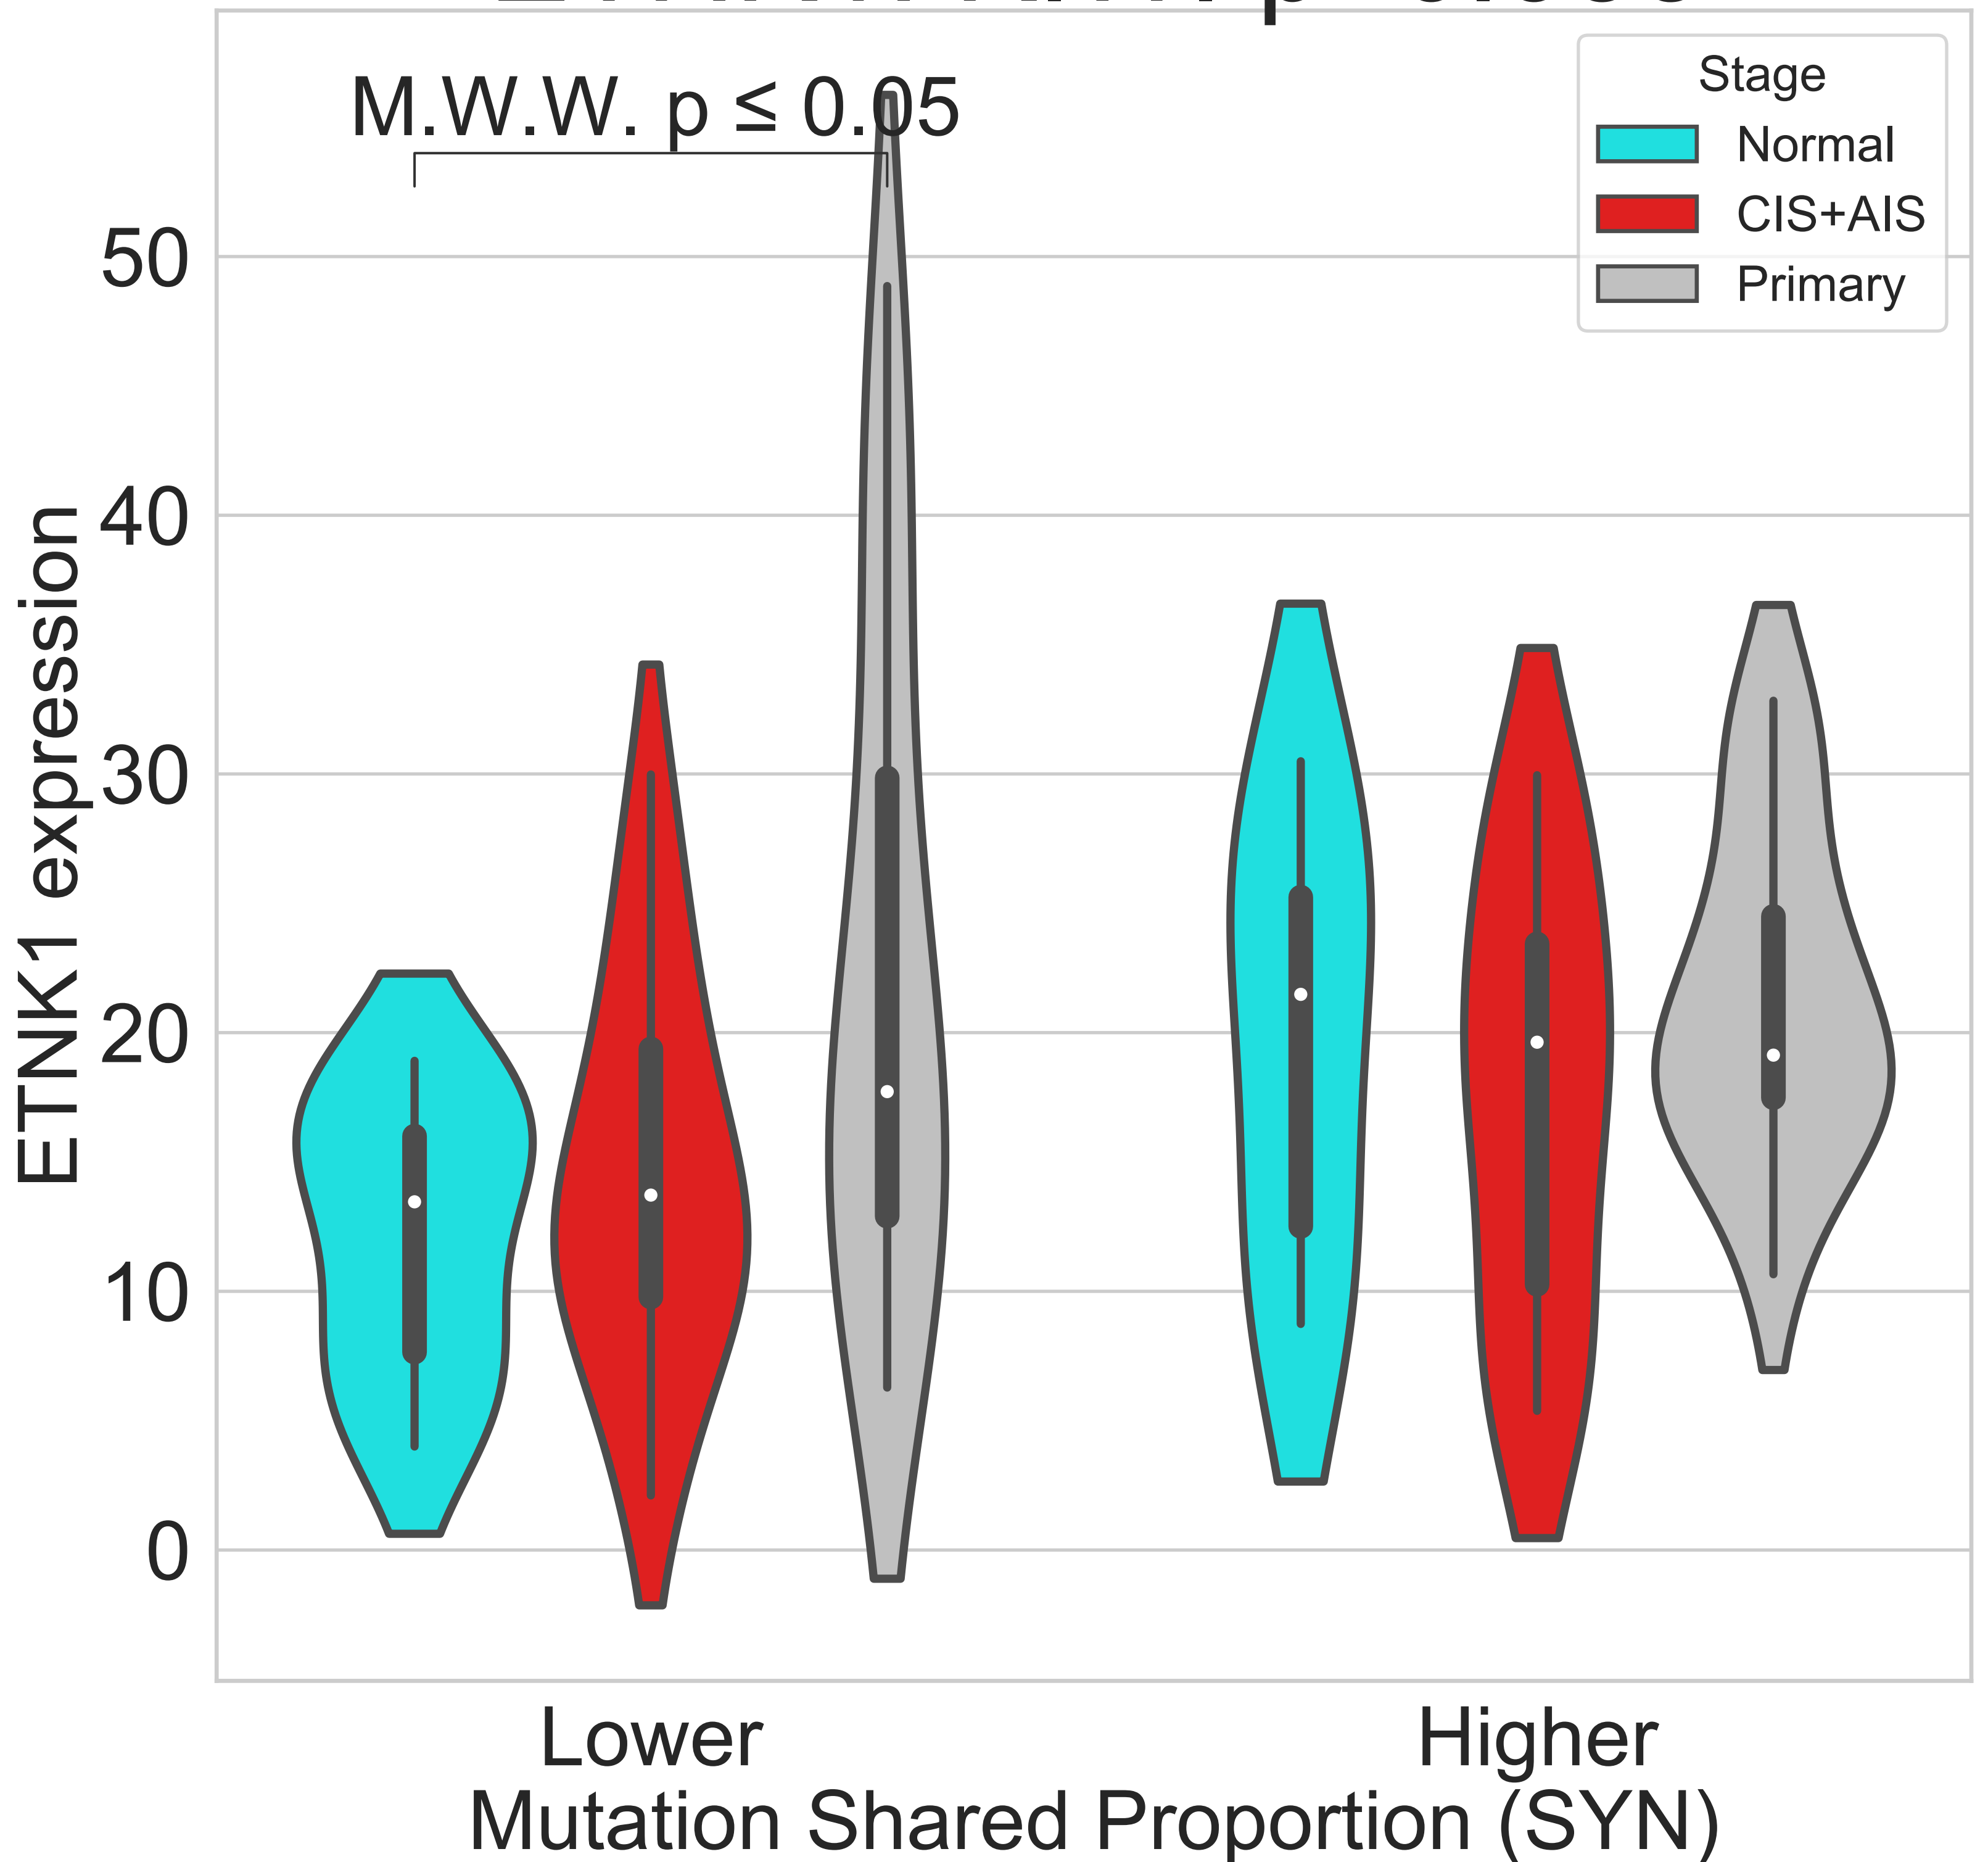 M.W.W. p ≤ 0.05
Stage
Normal
CIS+AIS
Primary
50
40
30
20
10
0
ETNK1 expression
Lower
Higher
Mutation Shared Proportion (SYN)